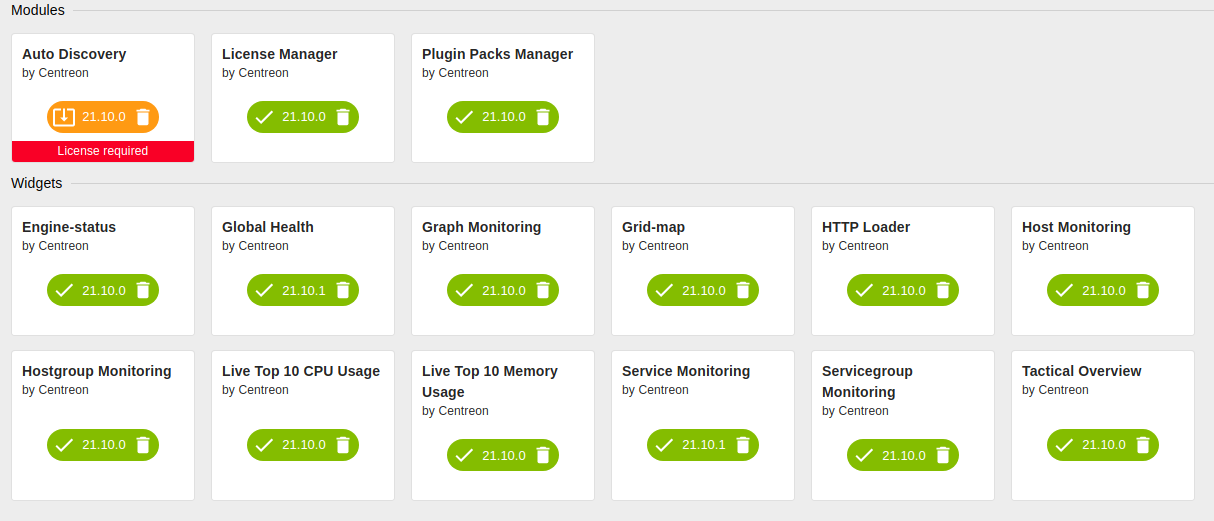 Modules
Auto Discovery
by Centreon
21.10.0
License required
License Manager
by Centreon
21.10.0
Plugin Packs Manager
by Centreon
21.10.0
Widgets
Engine-status
by Centreon
21.10.0
Global Health
by Centreon
21.10.1
Graph Monitoring
by Centreon
21.10.0
Grid-map
by Centreon
21.10.0
HTTP Loader
by Centreon
21.10.0
Host Monitoring
by Centreon
21.10.0
Hostgroup Monitoring
by Centreon
21.10.0
Live Top 10 CPU Usage
by Centreon
21.10.0
Live Top 10 Memory
Usage
by Centreon
21.10.0
Service Monitoring
by Centreon
21.10.1
Servicegroup
Monitoring
by Centreon
21.10.0
Tactical Overview
by Centreon
21.10.0